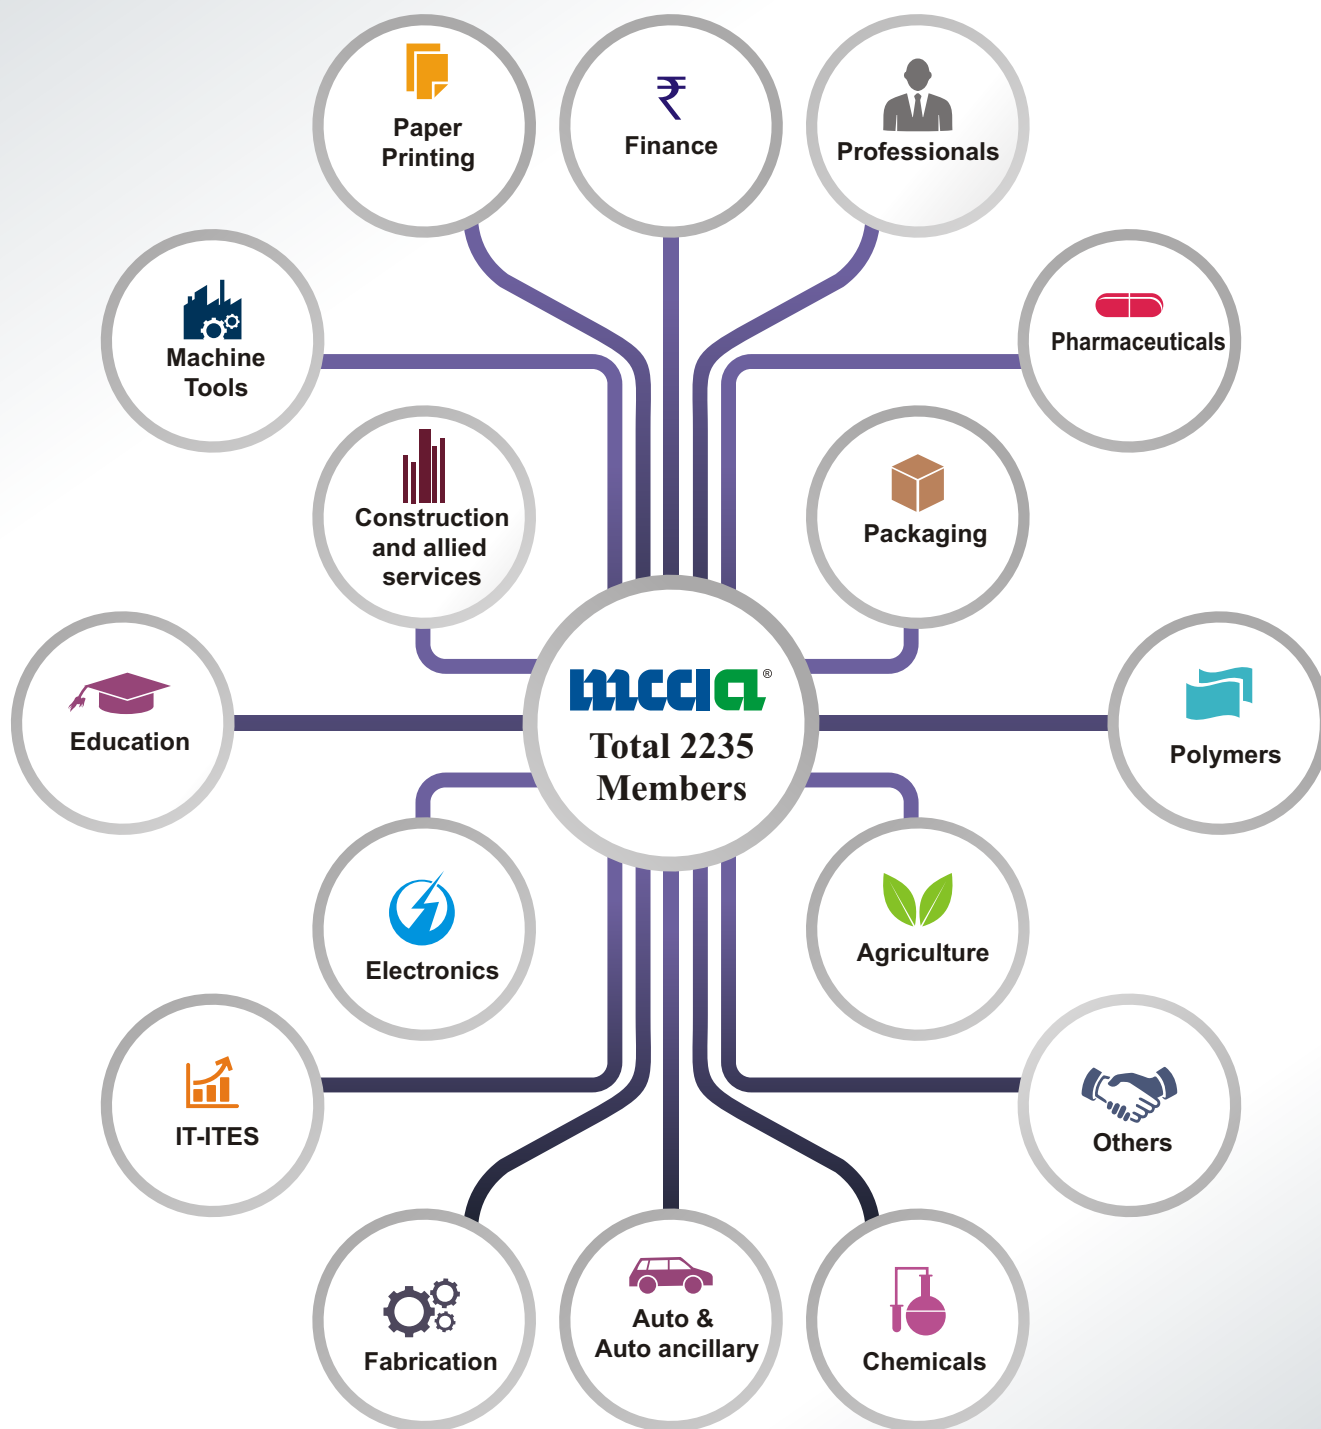 Paper
Printing
₹
Finance
Professionals
Machine
Tools
Pharmaceuticals
Construction
and allied
services
Packaging
mccia®
Total 2235
Members
Education
Polymers
Electronics
Agriculture
IT-ITES
Others
Fabrication
Auto &
Auto ancillary
Chemicals